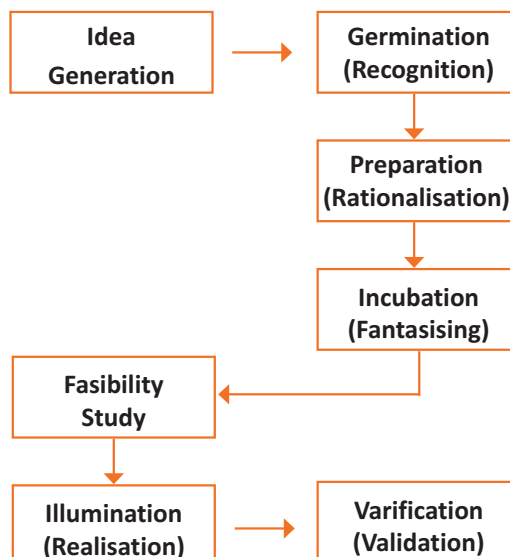 Idea
Generation
Germination
(Recognition)
Preparation
(Rationalisation)
Incubation
(Fantasising)
Fasibility
Study
Illumination
(Realisation)
Varification
(Validation)